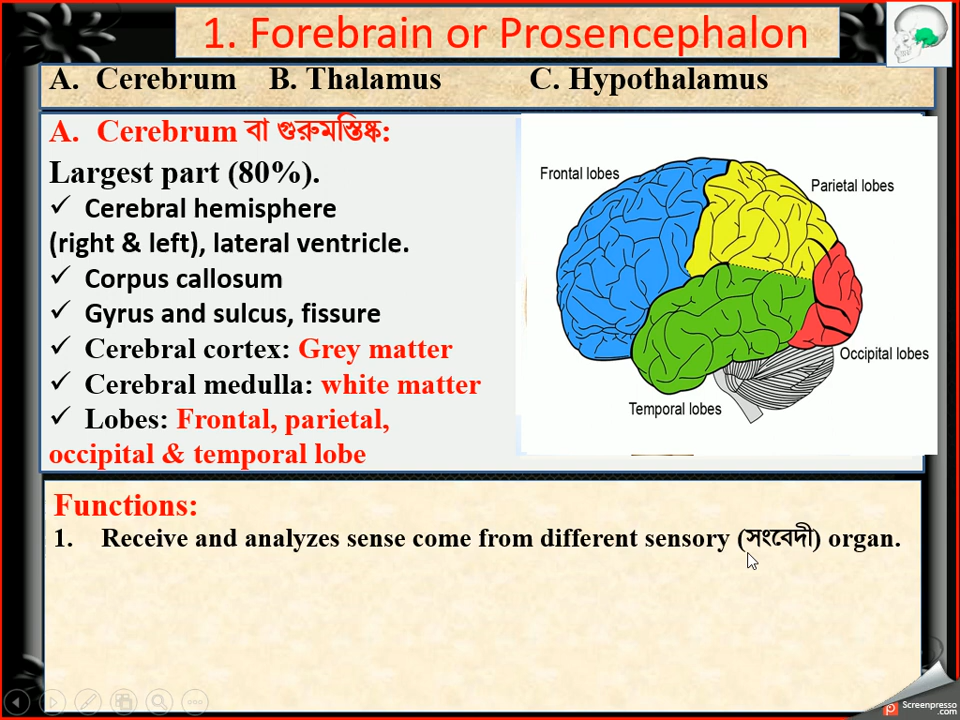 1. Forebrain or Prosencephalon
A. Cerebrum B. Thalamus C. Hypothalamus
A. Cerebrum বা গুরুমস্তিষ্ক:
Largest part (80%).
✓ Cerebral hemisphere
(right & left), lateral ventricle.
✓ Corpus callosum
✓ Gyrus and sulcus, fissure
✓ Cerebral cortex: Grey matter
✓ Cerebral medulla: white matter
✓ Lobes: Frontal, parietal,
occipital & temporal lobe
Frontal lobes
Parietal lobes
Occipital lobes
Temporal lobes
Functions:
1. Receive and analyzes sense come from different sensory (সংবেদী) organ.
Screenpresso
.com